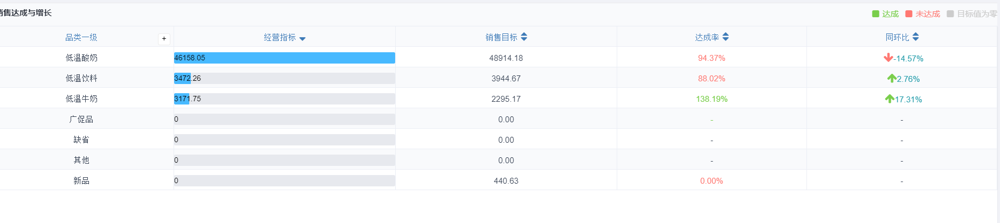 销售达成与增长
达成 未达成 目标值为零
品类一级 + 经营指标 销售目标 达成率 同环比
低温酸奶 46158.05 48914.18 94.37% -14.57%
低温饮料 3472.26 3944.67 88.02% 2.76%
低温牛奶 3171.75 2295.17 138.19% 17.31%
广促品 0 0.00 - -
缺省 0 0.00 - -
其他 0 0.00 - -
新品 0 440.63 0.00% -